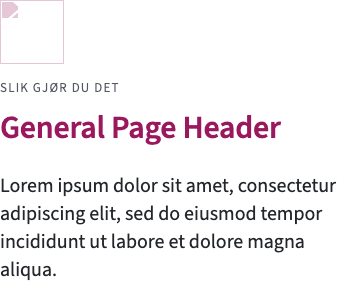 SLIK GJØR DU DET
General Page Header
Lorem ipsum dolor sit amet, consectetur
adipiscing elit, sed do eiusmod tempor
incididunt ut labore et dolore magna
aliqua.